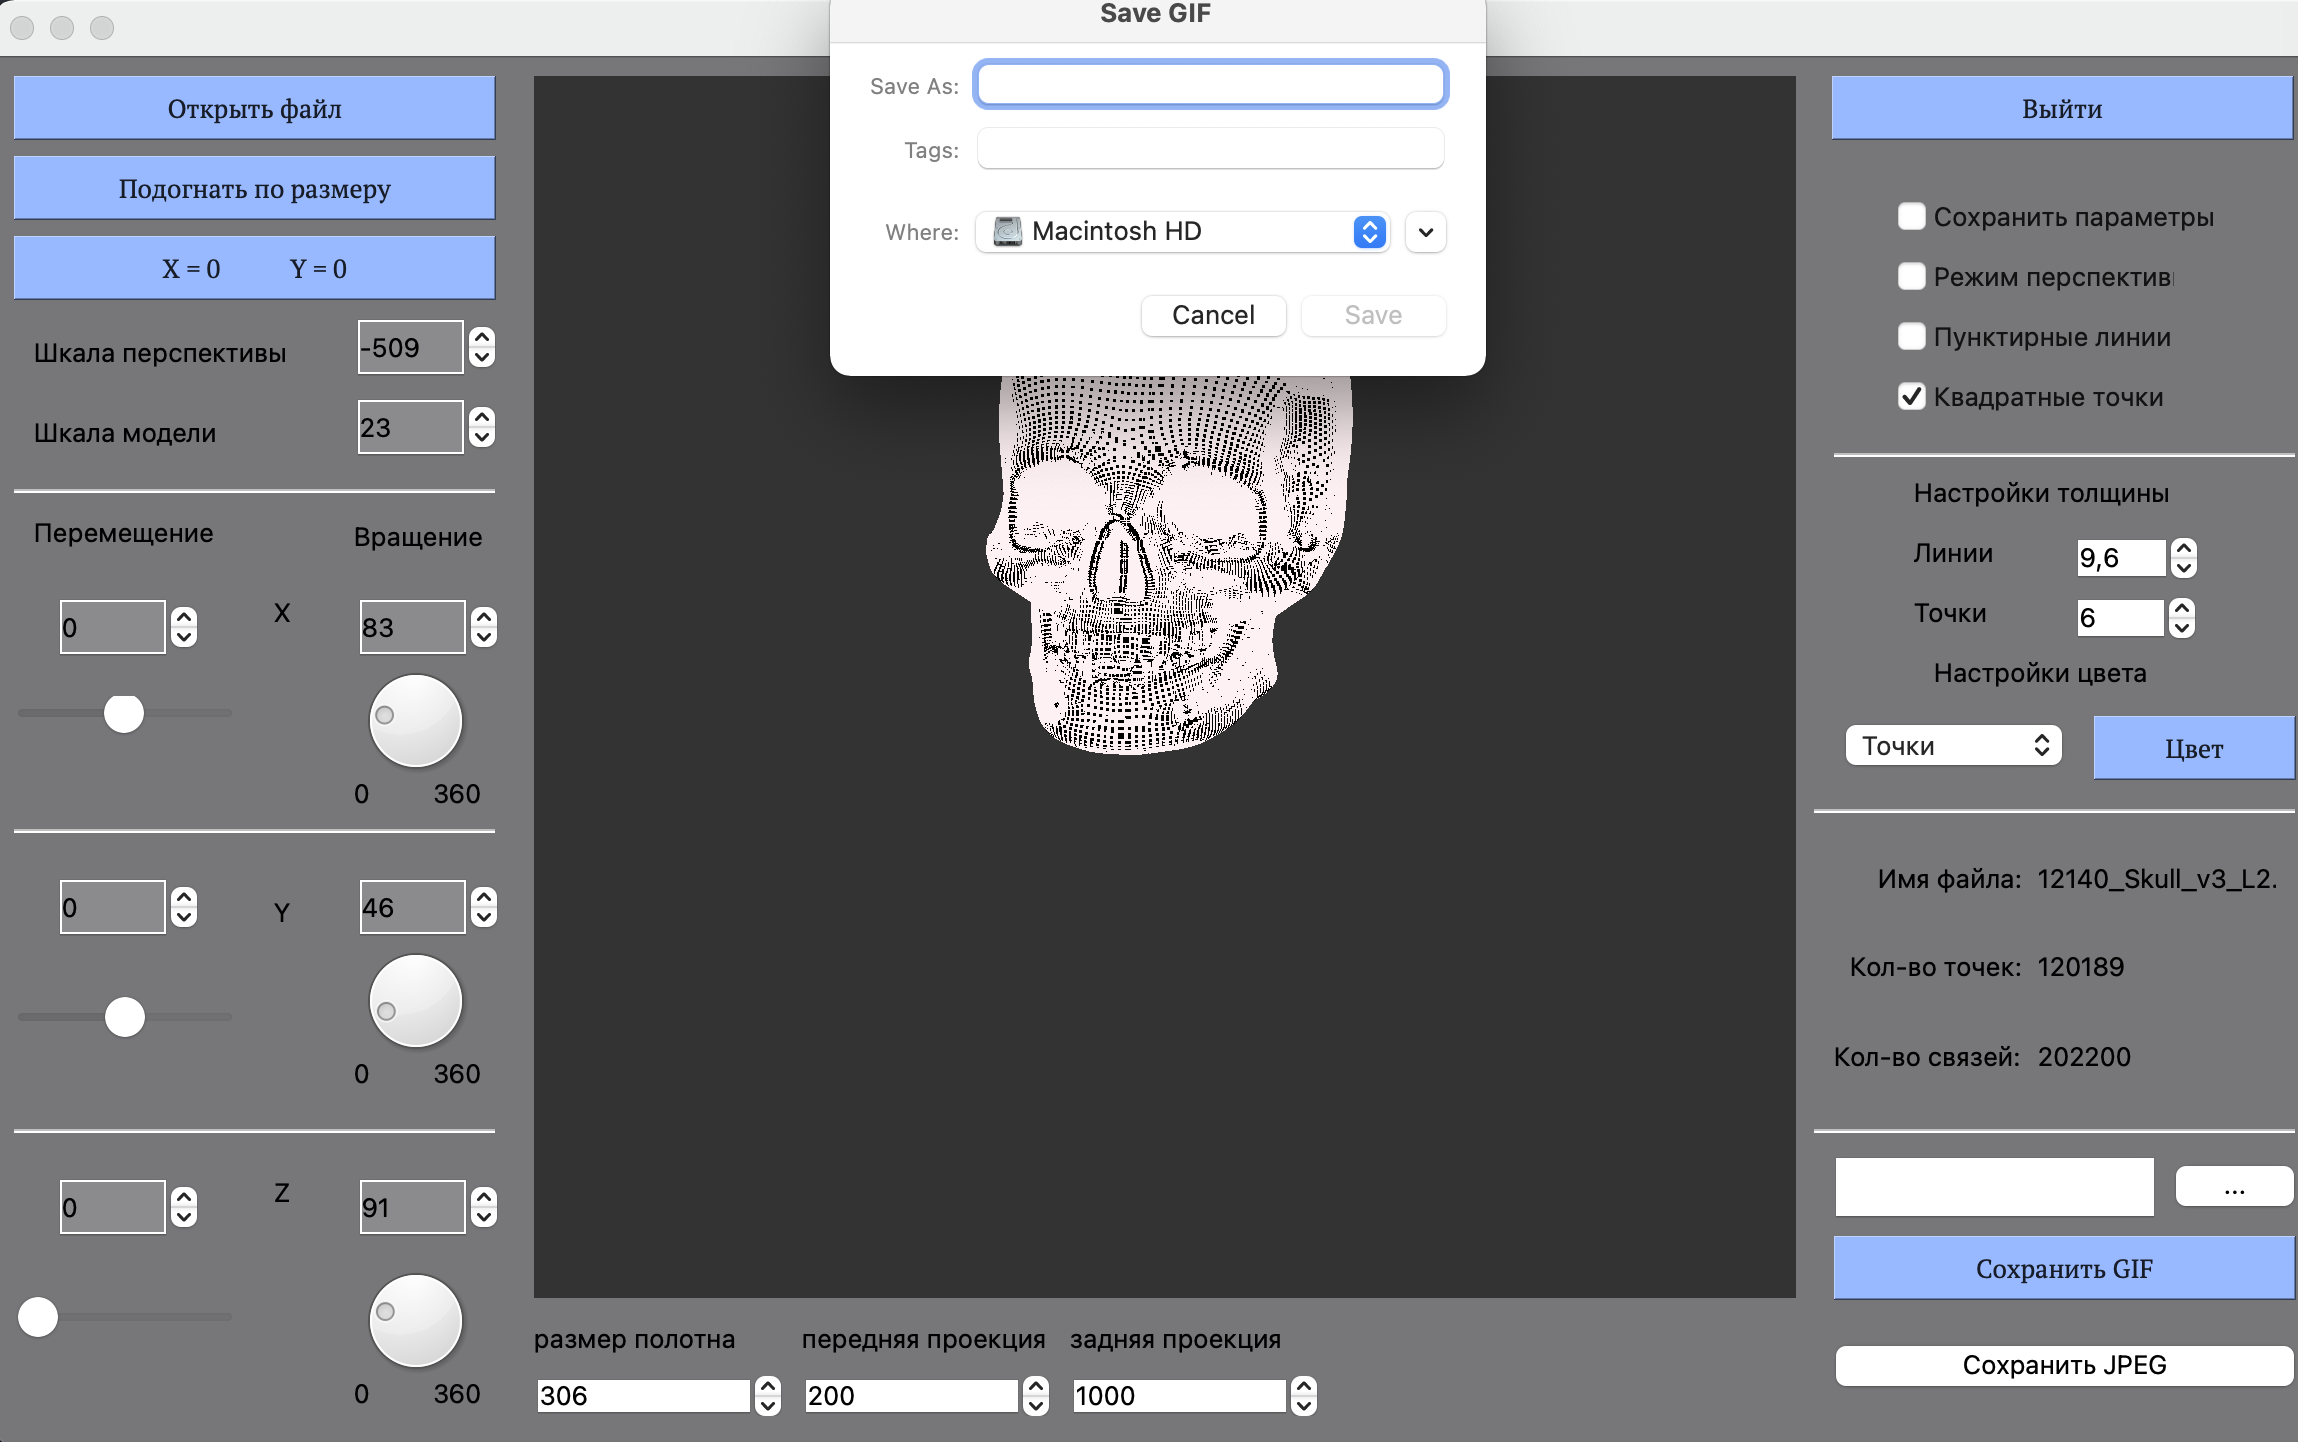 Save GIF
Save As:
Tags:
Where:
Macintosh HD
Cancel
Save
Открыть файл
Подогнать по размеру
X = 0 Y = 0
Шкала перспективы
-509
Шкала модели
23
Перемещение
Вращение
0
X
83
0 360
0
Y
46
0 360
0
Z
91
0 360
размер полотна
передняя проекция
задняя проекция
306
200
1000
Выйти
Сохранить параметры
Режим перспектив
Пунктирные линии
Квадратные точки
Настройки толщины
Линии
9,6
Точки
6
Настройки цвета
Точки
Цвет
Имя файла: 12140_Skull_v3_L2.
Кол-во точек: 120189
Кол-во связей: 202200
...
Сохранить GIF
Сохранить JPEG